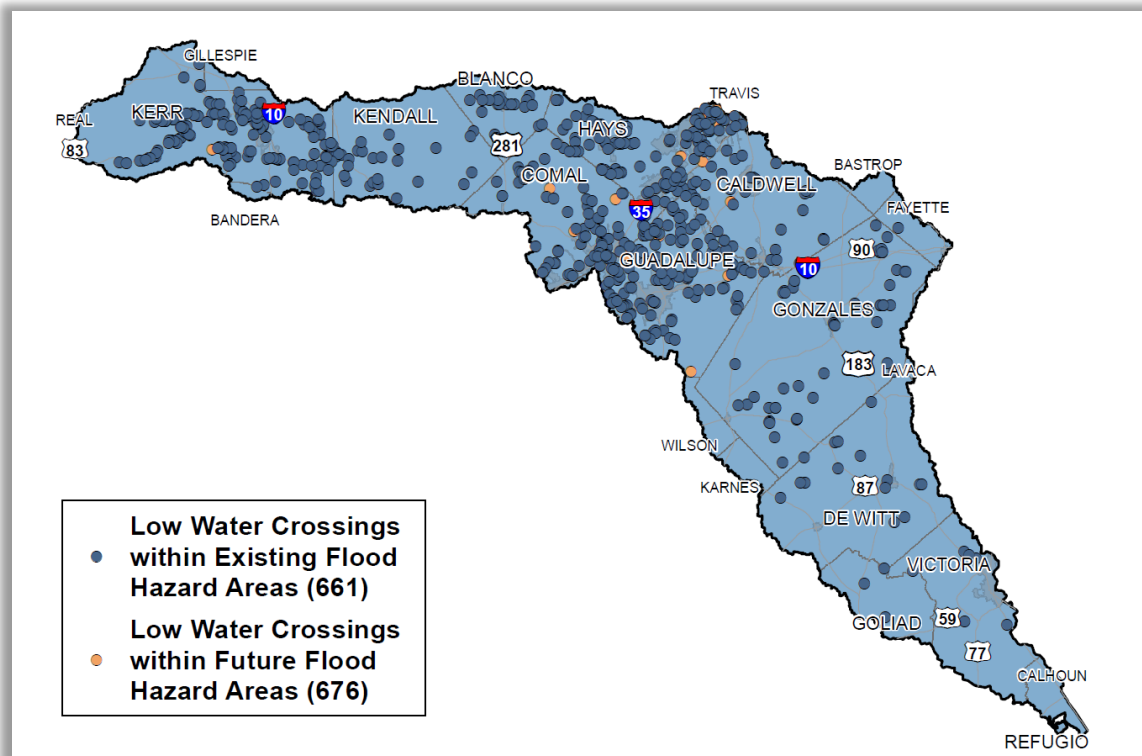 GILLESPIE
BLANCO
TRAVIS
REAL
KERR
10
KENDALL
HAYS
83
281
COMAL
CALDWELL
BASTROP
FAYETTE
BANDERA
35
90
GUADALUPE
10
GONZALES
183
LAVACA
WILSON
KARNES
87
DE WITT
VICTORIA
GOLIAD
59
77
CALHOUN
REFUGIO
Low Water Crossings
within Existing Flood
Hazard Areas (661)
Low Water Crossings
within Future Flood
Hazard Areas (676)